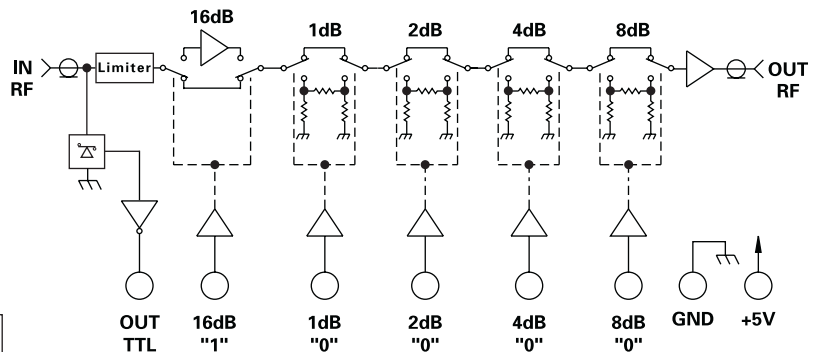 16dB 1dB 2dB 4dB 8dB
IN
RF
Limiter
OUT
RF
OUT
TTL
16dB
"1"
1dB
"0"
2dB
"0"
4dB
"0"
8dB
"0"
GND
+5V